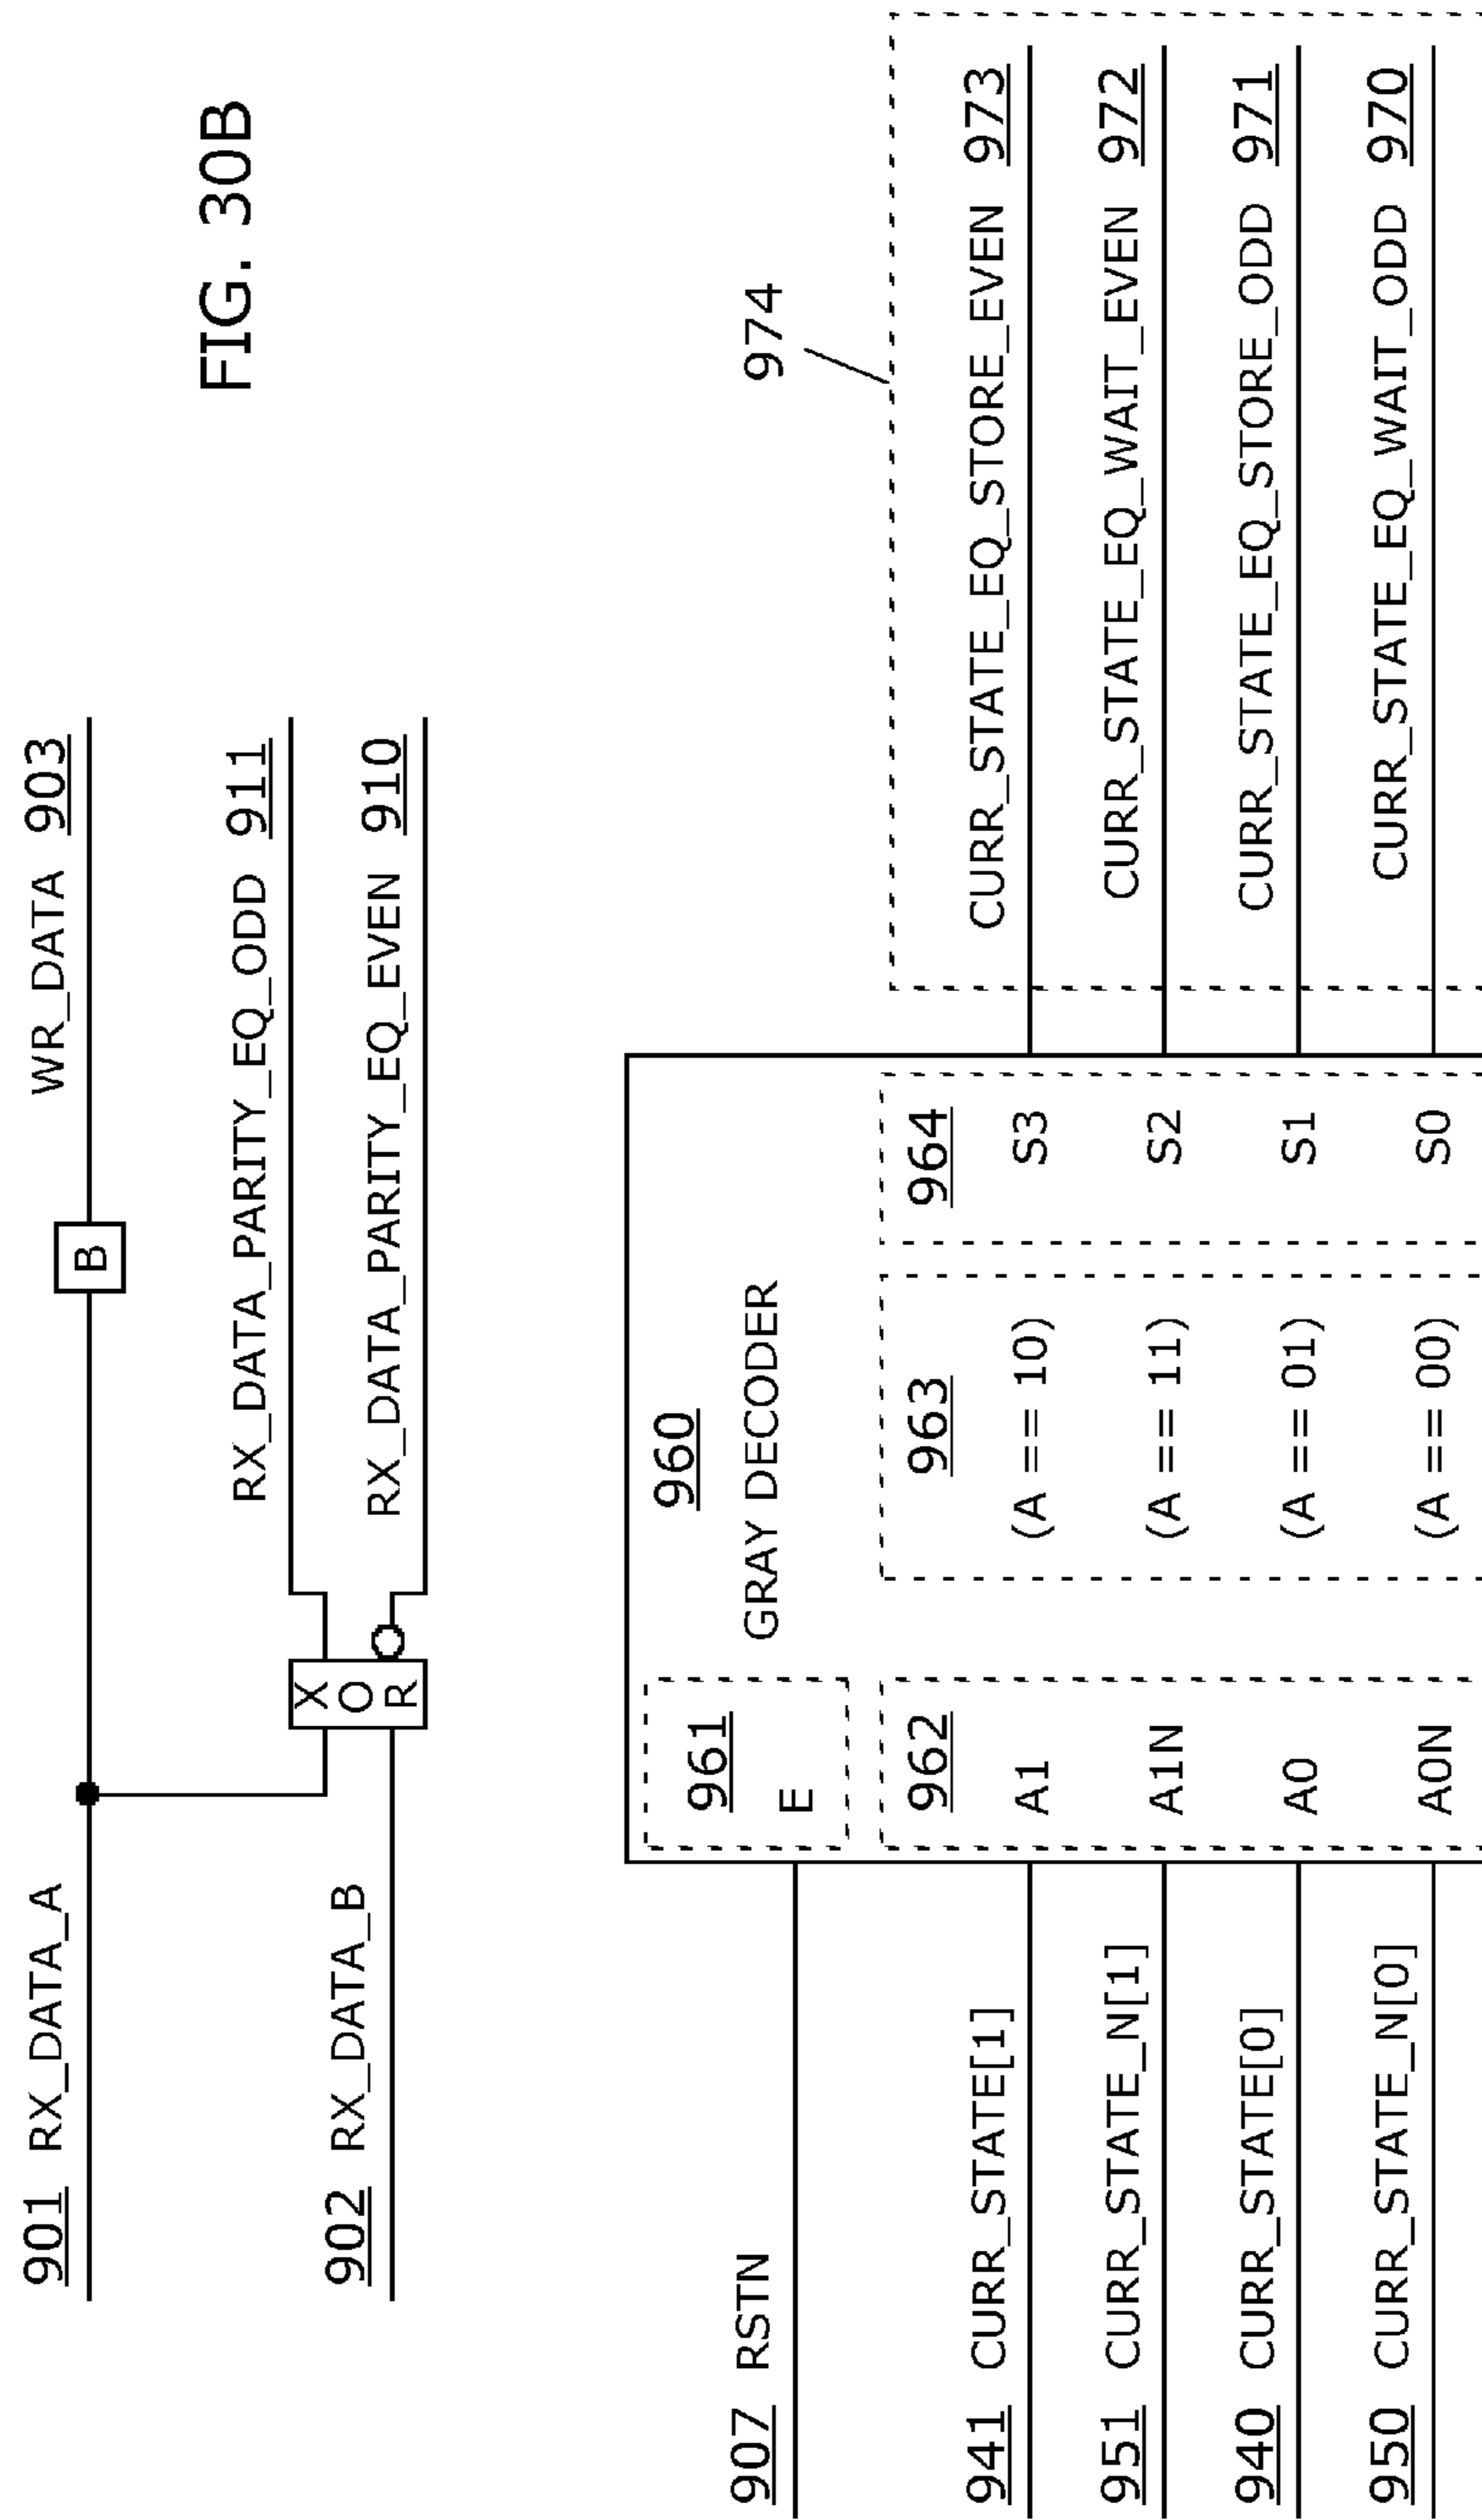 FIG. 30B
901 RX_DATA_A
WR_DATA 903
B
902 RX_DATA_B
XOR
RX_DATA_PARITY_EQ_ODD 911
RX_DATA_PARITY_EQ_EVEN 910
960
GRAY DECODER
907 RSTN
961
E
962
963
964
974
941 CURR_STATE[1]
A1
(A == 10)
S3
CURR_STATE_EQ_STORE_EVEN 973
951 CURR_STATE_N[1]
A1N
(A == 11)
S2
CURR_STATE_EQ_WAIT_EVEN 972
940 CURR_STATE[0]
A0
(A == 01)
S1
CURR_STATE_EQ_STORE_ODD 971
950 CURR_STATE_N[0]
A0N
(A == 00)
S0
CURR_STATE_EQ_WAIT_ODD 970